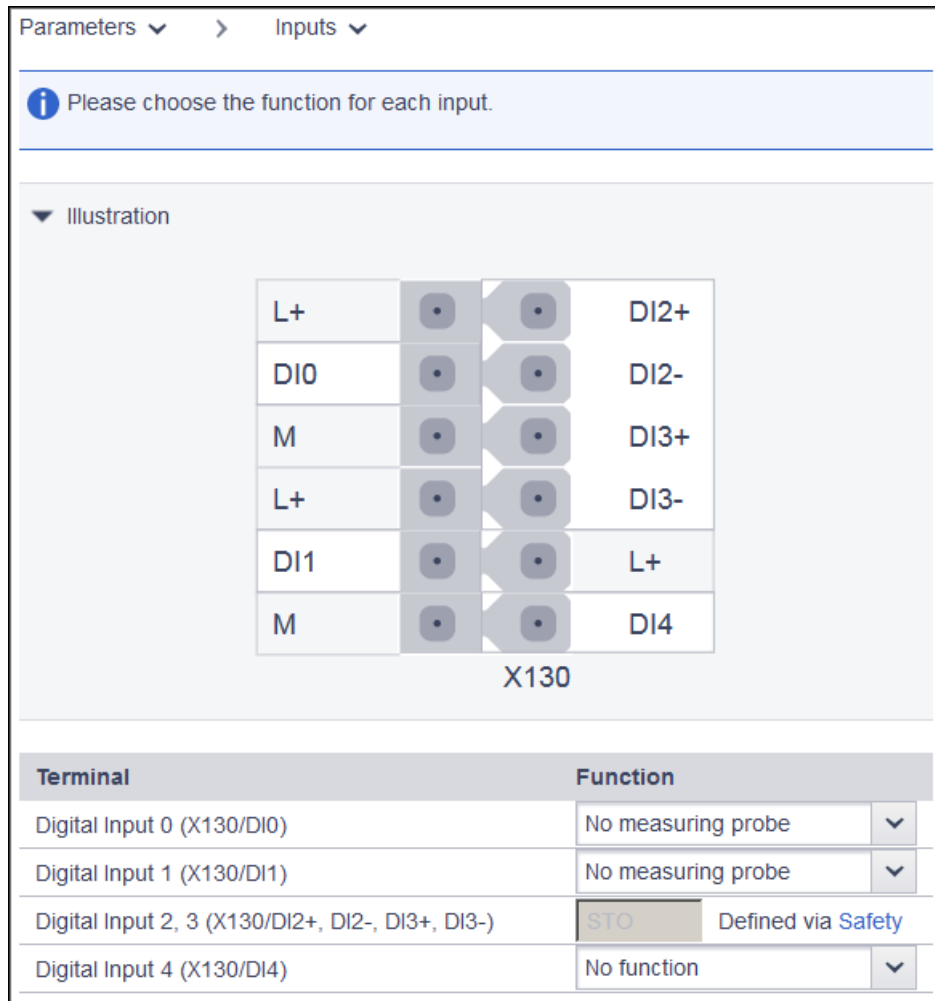 Parameters > Inputs
Please choose the function for each input.
Illustration
L+ DI2+
DI0 DI2-
M DI3+
L+ DI3-
DI1 L+
M DI4
X130
Terminal Function
Digital Input 0 (X130/DI0) No measuring probe
Digital Input 1 (X130/DI1) No measuring probe
Digital Input 2, 3 (X130/DI2+, DI2-, DI3+, DI3-) STO Defined via Safety
Digital Input 4 (X130/DI4) No function